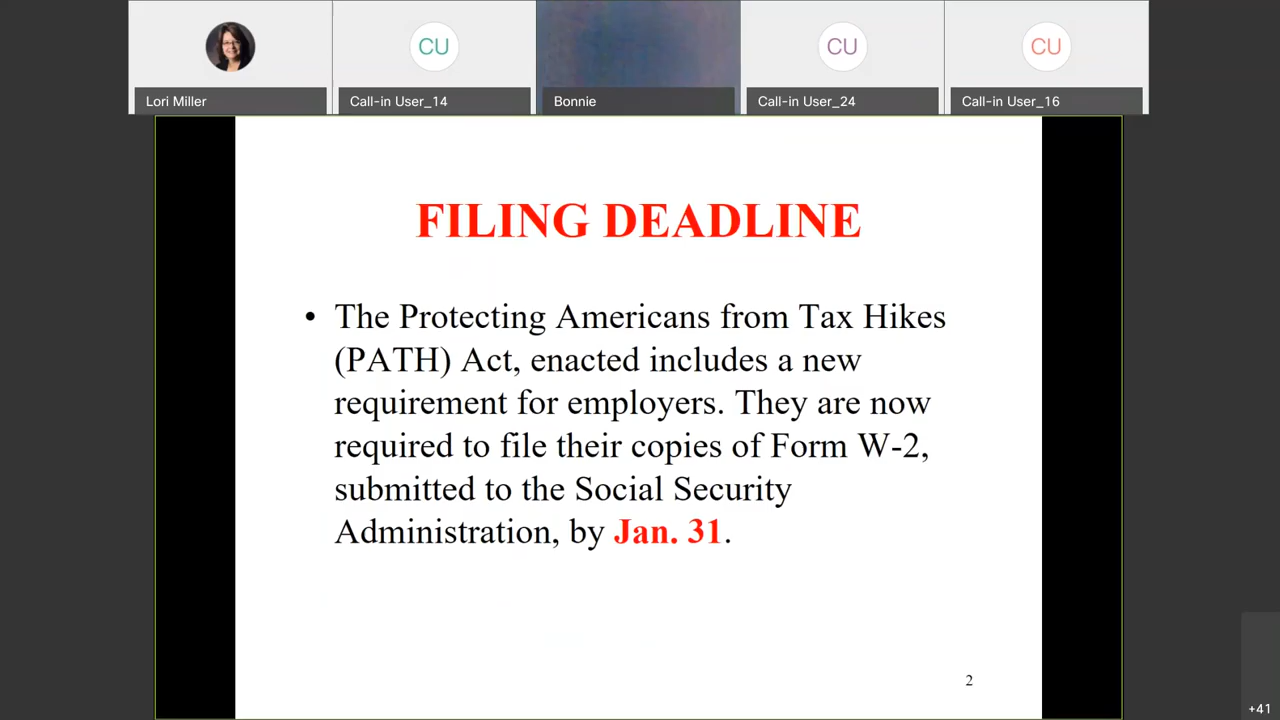 CU
CU
CU
Lori Miller
Call-in User_14
Bonnie
Call-in User_24
Call-in User_16
FILING DEADLINE
• The Protecting Americans from Tax Hikes
(PATH) Act, enacted includes a new
requirement for employers. They are now
required to file their copies of Form W-2,
submitted to the Social Security
Administration, by Jan. 31.
2
+41